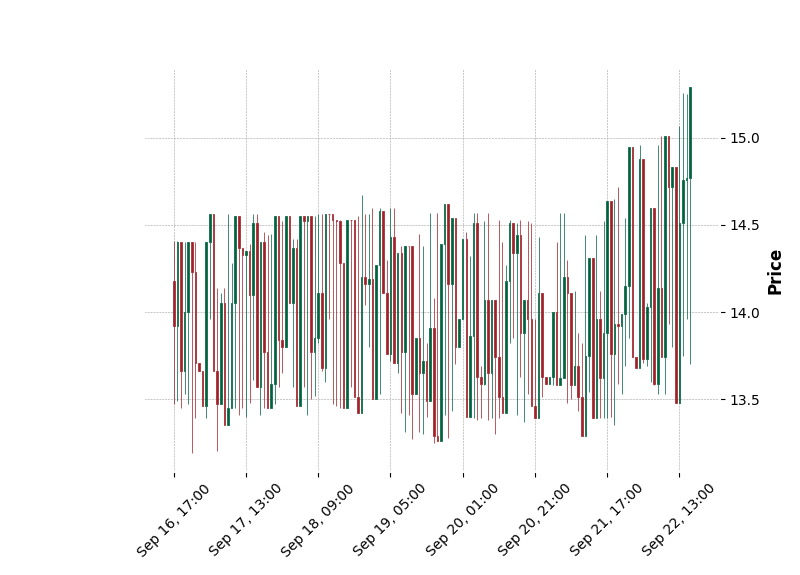 15.0
14.5
14.0
13.5
Price
Sep 16, 17:00
Sep 17, 13:00
Sep 18, 09:00
Sep 19, 05:00
Sep 20, 01:00
Sep 20, 21:00
Sep 21, 17:00
Sep 22, 13:00